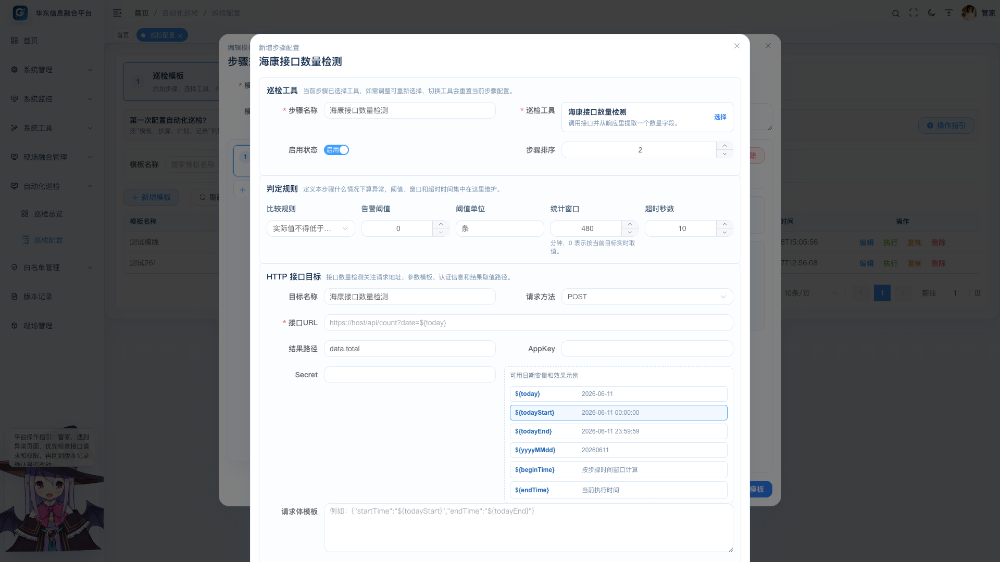 华东信息融合平台
首页 / 自动化巡检 / 巡检配置
管家
首页
巡检配置
首页
系统管理
系统监控
系统工具
现场融合管理
自动化巡检
巡检总览
巡检配置
白名单管理
版本记录
现场管理
平台操作指引：管家，遇到
异常页面，优先检查接口请
求和权限，再回到版本记录
确认最近改动
1
巡检模板
添加步骤、选择工具，
第一次配置自动化巡检？
按“模板、步骤、计划、记录”的
操作指引
模板名称
搜索模板名称
新增模板
模板名称
测试模版
测试261
时间
操作
8T15:05:56
编辑 执行 复制 删除
7T12:56:08
编辑 执行 复制 删除
10条/页
1
前往 1 页
编辑模
步骤
* 模
模
1
除
模板
新增步骤配置
海康接口数量检测
巡检工具 当前步骤已选择工具，如需调整可重新选择，切换工具会重置当前步骤配置。
* 步骤名称 海康接口数量检测
* 巡检工具
海康接口数量检测
调用接口并从响应里提取一个数量字段。
选择
启用状态 启用
步骤排序 2
判定规则 定义本步骤什么情况下算异常，阈值、窗口和超时时间集中在这里维护。
比较规则 告警阈值 阈值单位 统计窗口 超时秒数
实际值不得低于... 0 条 480 10
分钟，0 表示按当前目标实时取
值。
HTTP 接口目标 接口数量检测关注请求地址、参数模板、认证信息和结果取值路径。
目标名称 海康接口数量检测
请求方法 POST
* 接口URL https://host/api/count?date=${today}
结果路径 data.total
AppKey
Secret
可用日期变量和效果示例
${today} 2026-06-11
${todayStart} 2026-06-11 00:00:00
${todayEnd} 2026-06-11 23:59:59
${yyyyMMdd} 20260611
${beginTime} 按步骤时间窗口计算
${endTime} 当前执行时间
请求体模板 例如：{"startTime":"${todayStart}","endTime":"${todayEnd}"}